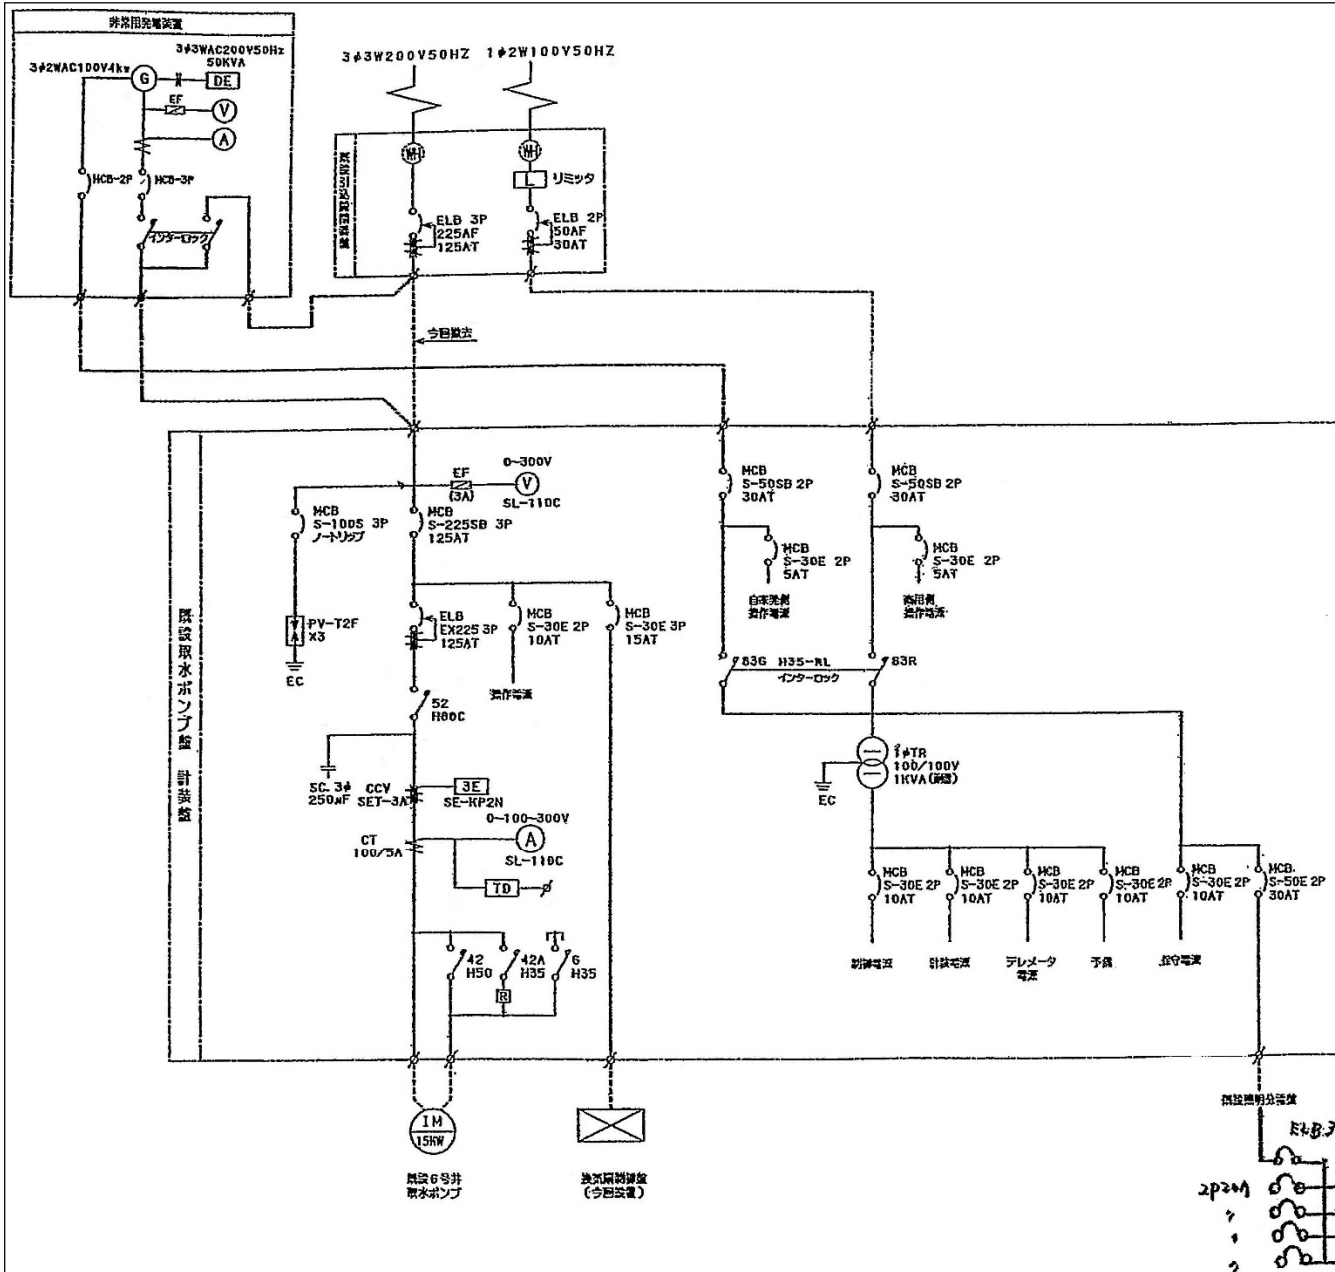 非常用発電装置
3φ3WAC200V50Hz
50KVA
3φ2WAC100V4kw
G
DE
EF
V
A
MCB-2P
MCB-3P
インターロック
3φ3W200V50HZ
1φ2W100V50HZ
WH
WH
L
リミッタ
ELB 3P
225AF
125AT
ELB 2P
50AF
30AT
今回撤去
既設取水ポンプ盤 計装盤
EF
(3A)
0~300V
V
SL-110C
MCB
S-100S 3P
ノートリップ
MCB
S-225SB 3P
125AT
PV-T2F
X3
EC
ELB
EX225 3P
125AT
MCB
S-30E 2P
10AT
MCB
S-30E 3P
15AT
操作電源
52
H80C
SC 3φ
250μF
CCV
SET-3A
3E
SE-KP2N
0~100~300V
CT
100/5A
A
SL-110C
TD
42
H50
42A
H35
6
H35
R
IM
15KW
既設6号井
取水ポンプ
換気扇制御盤
(今回設置)
MCB
S-50SB 2P
30AT
MCB
S-50SB 2P
30AT
MCB
S-30E 2P
5AT
MCB
S-30E 2P
5AT
自家発側
操作電源
商用側
操作電源
83G
H35-RL
インターロック
83R
1φTR
100/100V
1KVA
EC
MCB
S-30E 2P
10AT
MCB
S-30E 2P
10AT
MCB
S-30E 2P
10AT
MCB
S-30E 2P
10AT
MCB
S-30E 2P
10AT
MCB
S-50E 2P
30AT
制御電源
計装電源
テレメータ
電源
予備
保守電源
既設照明分電盤
ELB 3
2P20A